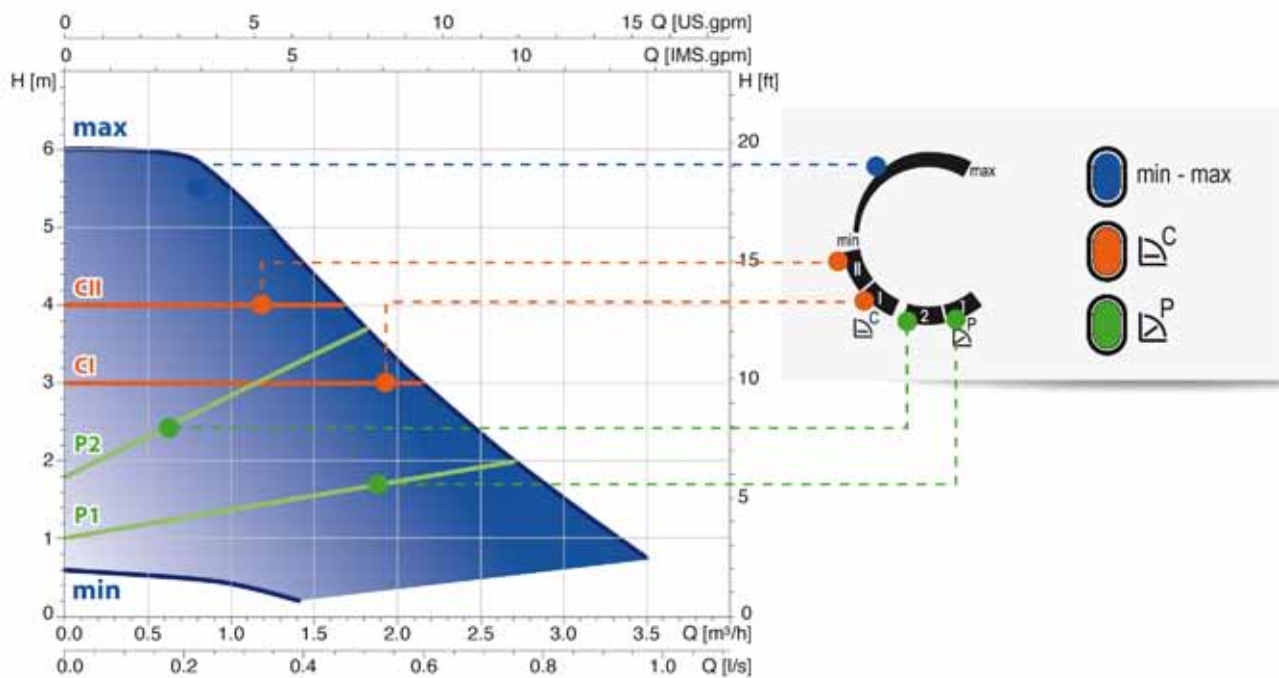 0 5 10 15 Q [US.gpm]
0 5 10 Q [IMS.gpm]
H [m] H [ft]
max
6
5
4
3
2
1
0
CII
CI
P2
P1
min
20
15
10
5
0
0.0 0.5 1.0 1.5 2.0 2.5 3.0 3.5 Q [m³/h]
0.0 0.2 0.4 0.6 0.8 1.0 Q [l/s]
max
min
II
I
C
2
1
P
min - max
C
P